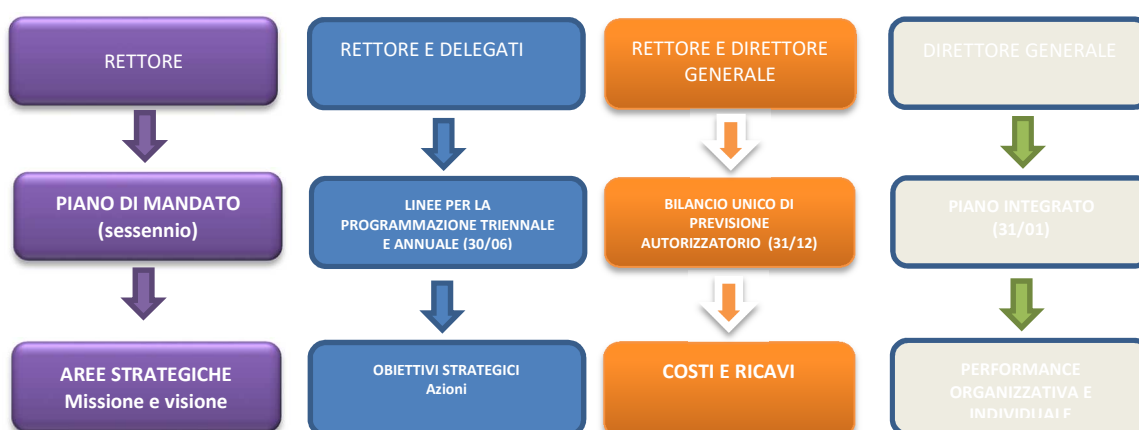 RETTORE
RETTORE E DELEGATI
RETTORE E DIRETTORE
GENERALE
DIRETTORE GENERALE
PIANO DI MANDATO
(sessennio)
LINEE PER LA
PROGRAMMAZIONE TRIENNALE
E ANNUALE (30/06)
BILANCIO UNICO DI
PREVISIONE
AUTORIZZATORIO (31/12)
PIANO INTEGRATO
(31/01)
AREE STRATEGICHE
Missione e visione
OBIETTIVI STRATEGICI
Azioni
COSTI E RICAVI
PERFORMANCE
ORGANIZZATIVA E
INDIVIDUALE